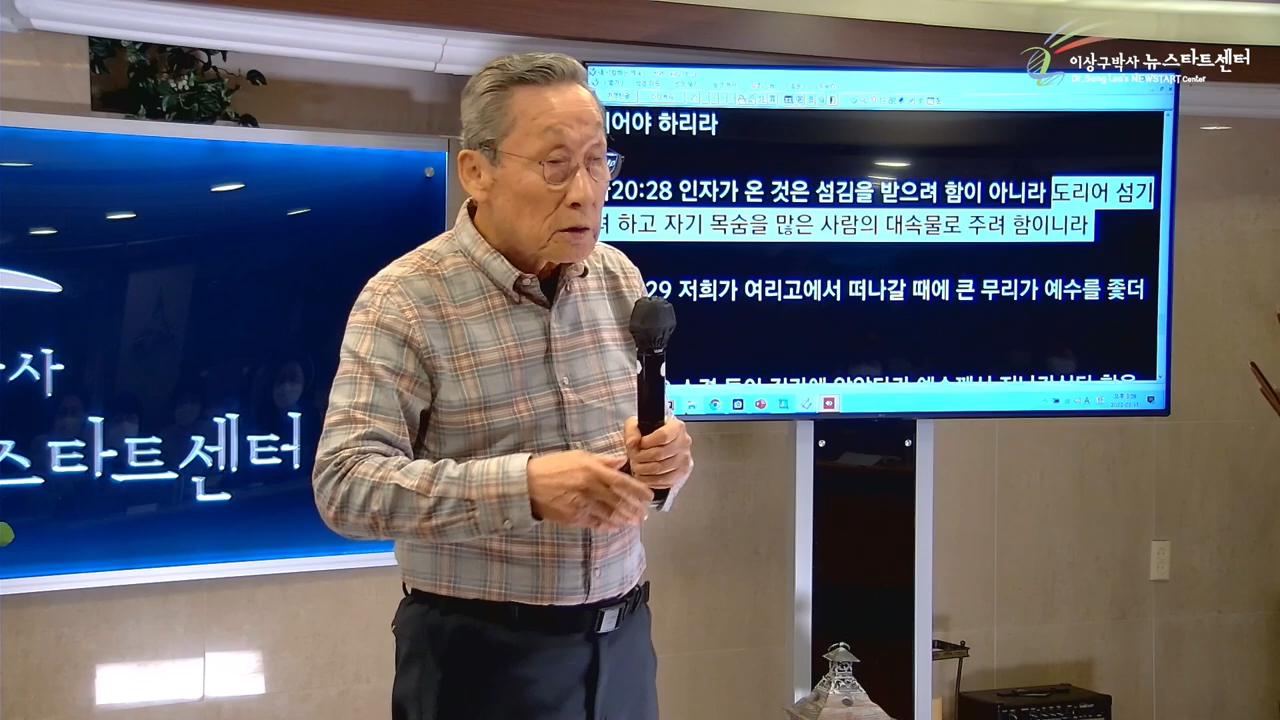 이상구박사 뉴스타트센터
Dr. Sang Lee's NEWSTART Center
어야 하리라
20:28 인자가 온 것은 섬김을 받으려 함이 아니라 도리어 섬기
려 하고 자기 목숨을 많은 사람의 대속물로 주려 함이니라
29 저희가 여리고에서 떠나갈 때에 큰 무리가 예수를 좇더
사
스타트센터